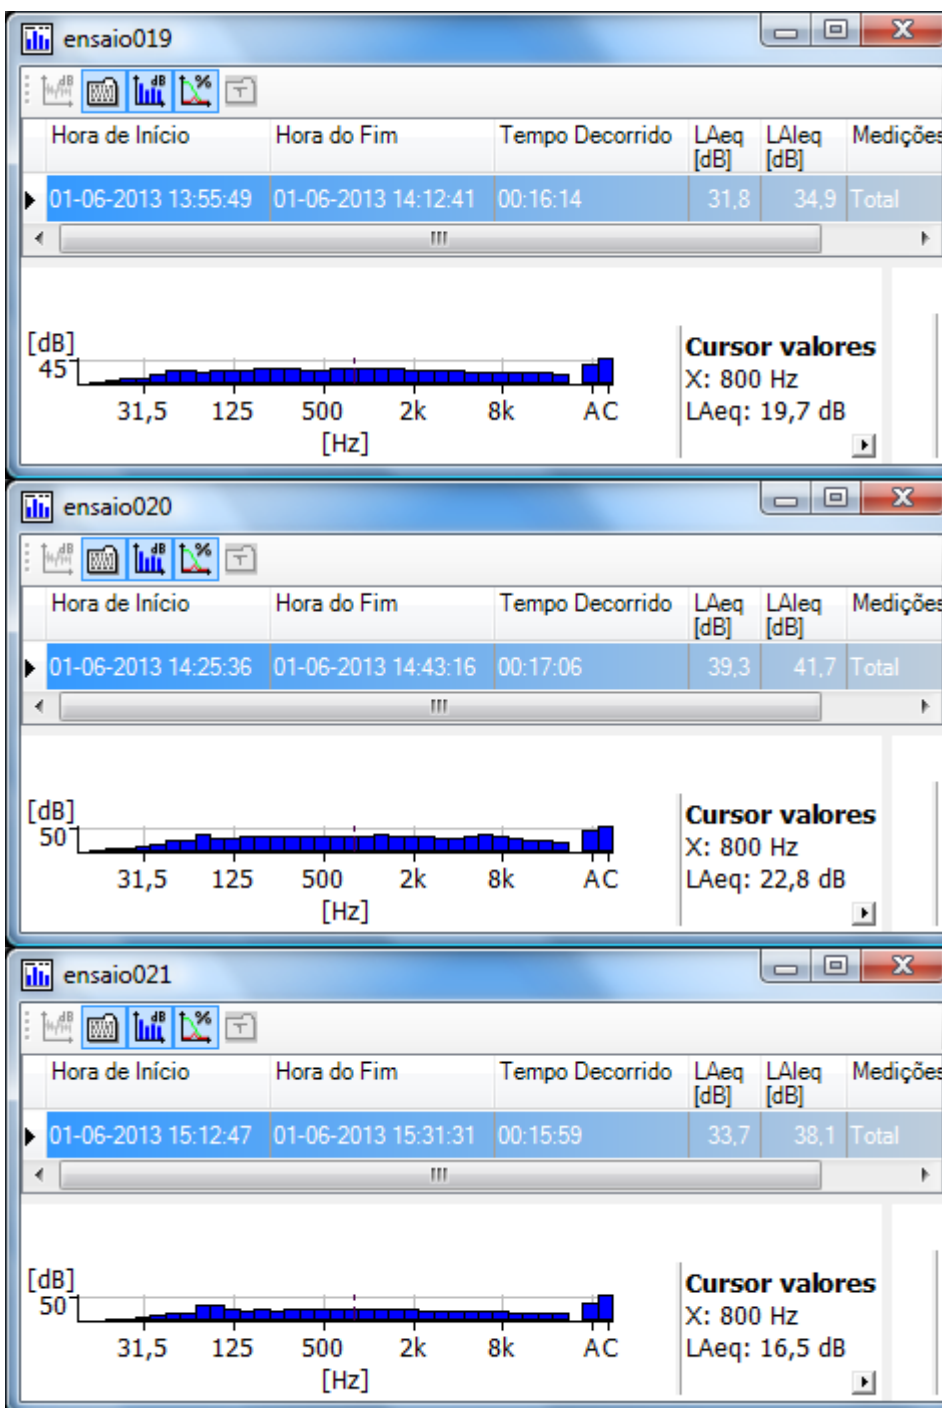 ensaio019
Hora de Início Hora do Fim Tempo Decorrido LAeq [dB] LAIeq [dB] Medições
01-06-2013 13:55:49 01-06-2013 14:12:41 00:16:14 31,8 34,9 Total
[dB]
45
31,5 125 500 2k 8k A C
[Hz]
Cursor valores
X: 800 Hz
LAeq: 19,7 dB
ensaio020
Hora de Início Hora do Fim Tempo Decorrido LAeq [dB] LAIeq [dB] Medições
01-06-2013 14:25:36 01-06-2013 14:43:16 00:17:06 39,3 41,7 Total
[dB]
50
31,5 125 500 2k 8k A C
[Hz]
Cursor valores
X: 800 Hz
LAeq: 22,8 dB
ensaio021
Hora de Início Hora do Fim Tempo Decorrido LAeq [dB] LAIeq [dB] Medições
01-06-2013 15:12:47 01-06-2013 15:31:31 00:15:59 33,7 38,1 Total
[dB]
50
31,5 125 500 2k 8k A C
[Hz]
Cursor valores
X: 800 Hz
LAeq: 16,5 dB